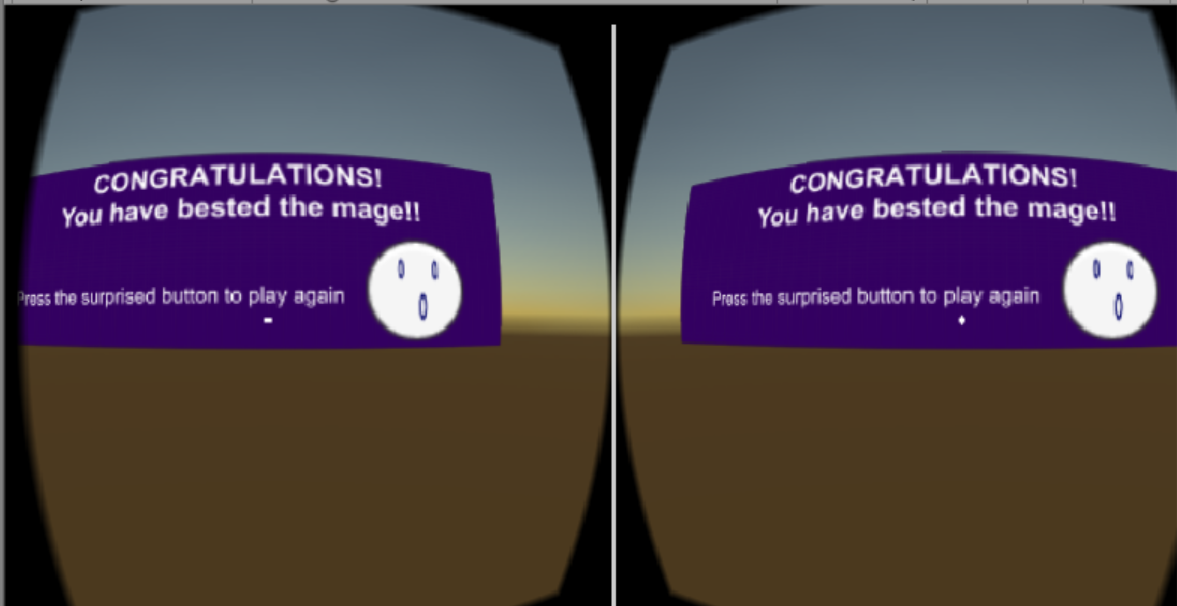 CONGRATULATIONS!
You have bested the mage!!
Press the surprised button to play again
CONGRATULATIONS!
You have bested the mage!!
Press the surprised button to play again